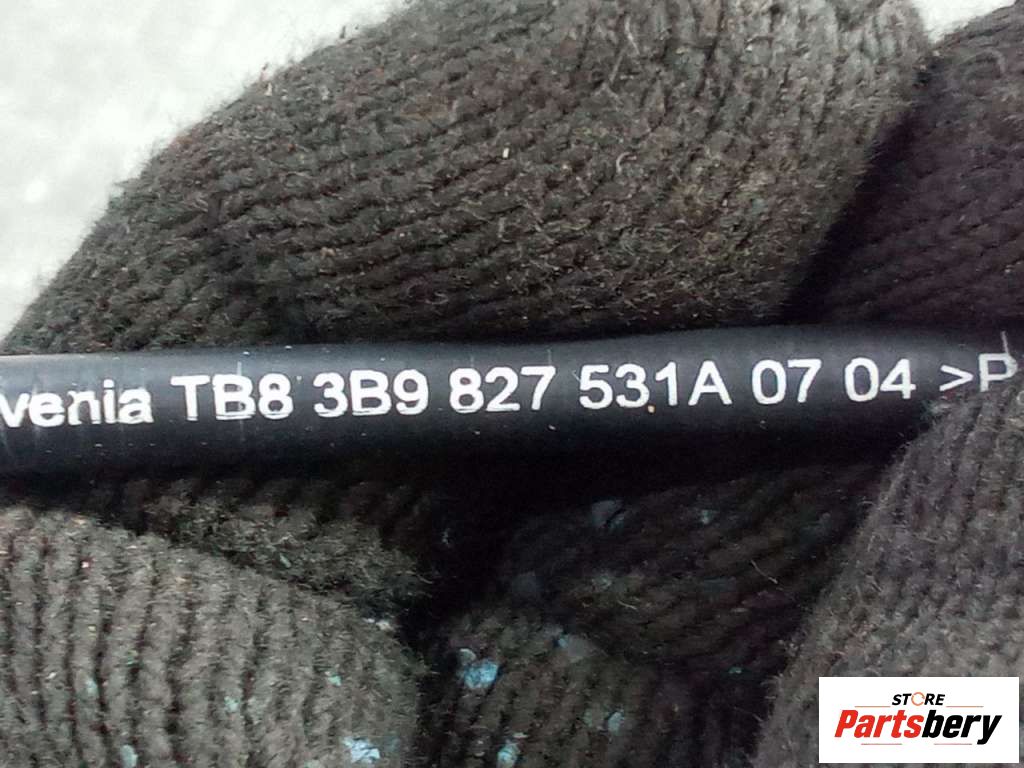 venia TB8 3B9 827 531A 07 04 >P
STORE
Partsbery